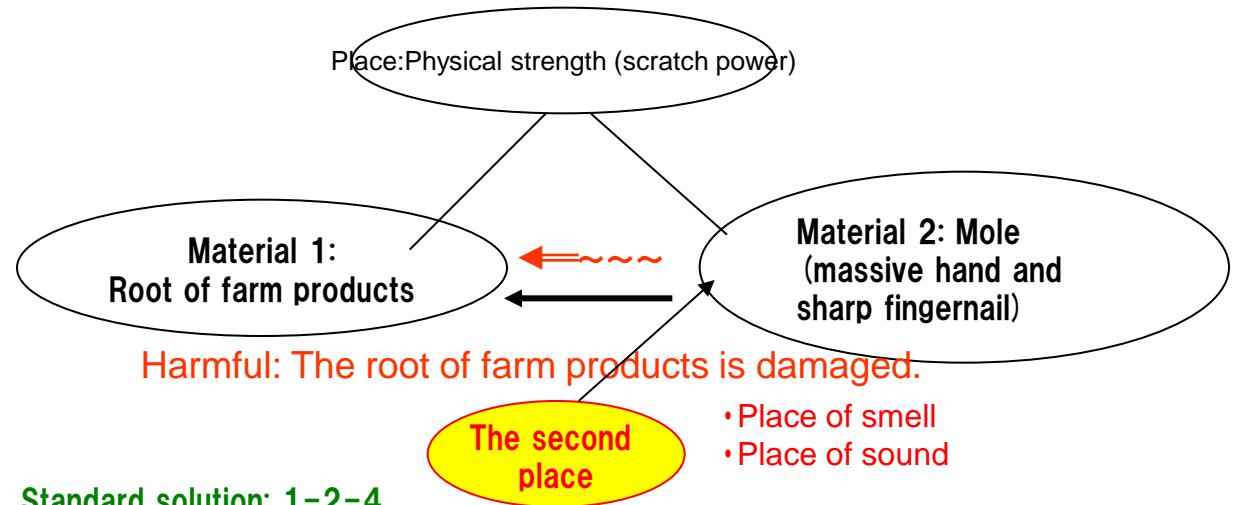 Place:Physical strength (scratch power)
Material 1:
Root of farm products
Material 2: Mole
(massive hand and
sharp fingernail)
Harmful: The root of farm products is damaged.
The second
place
・Place of smell
・Place of sound
Standard solution: 1-2-4